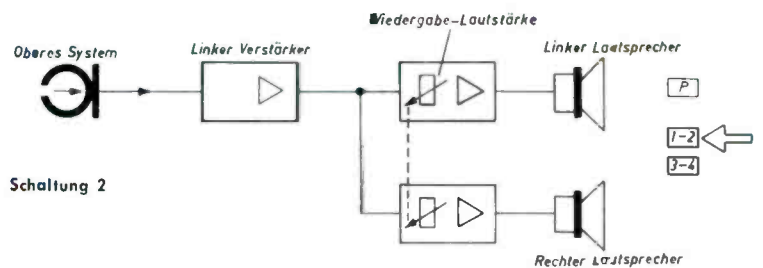 Wiedergabe-Lautstärke
Oberes System
Linker Verstärker
Linker Lautsprecher
P
1-2
3-4
Schaltung 2
Rechter Lautsprecher